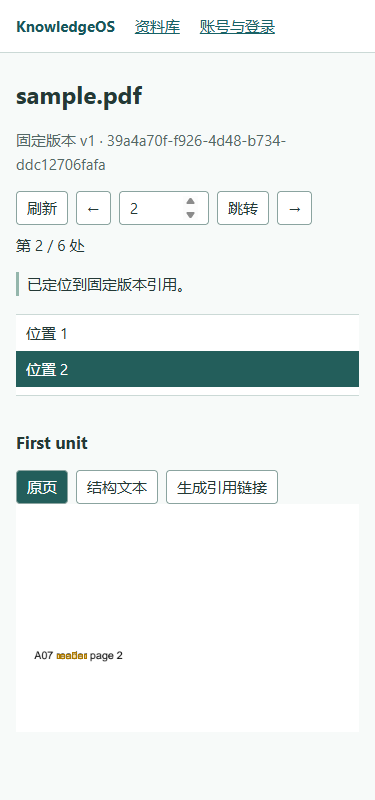 KnowledgeOS 资料库 账号与登录
sample.pdf
固定版本 v1 · 39a4a70f-f926-4d48-b734-
ddc12706fafa
刷新 ← 2 跳转 →
第 2 / 6 处
已定位到固定版本引用。
位置 1
位置 2
First unit
原页 结构文本 生成引用链接
A07 page 2